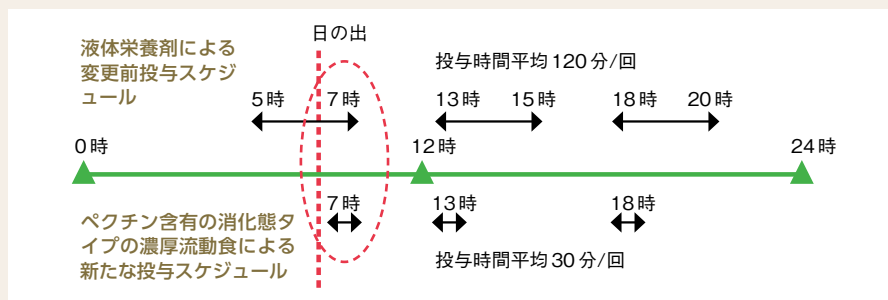 日の出
液体栄養剤による
変更前投与スケジ
ュール
投与時間平均120分/回
5時 7時 13時 15時 18時 20時
0時 12時 24時
7時 13時 18時
ペクチン含有の消化態タ
イプの濃厚流動食による
新たな投与スケジュール
投与時間平均30分/回